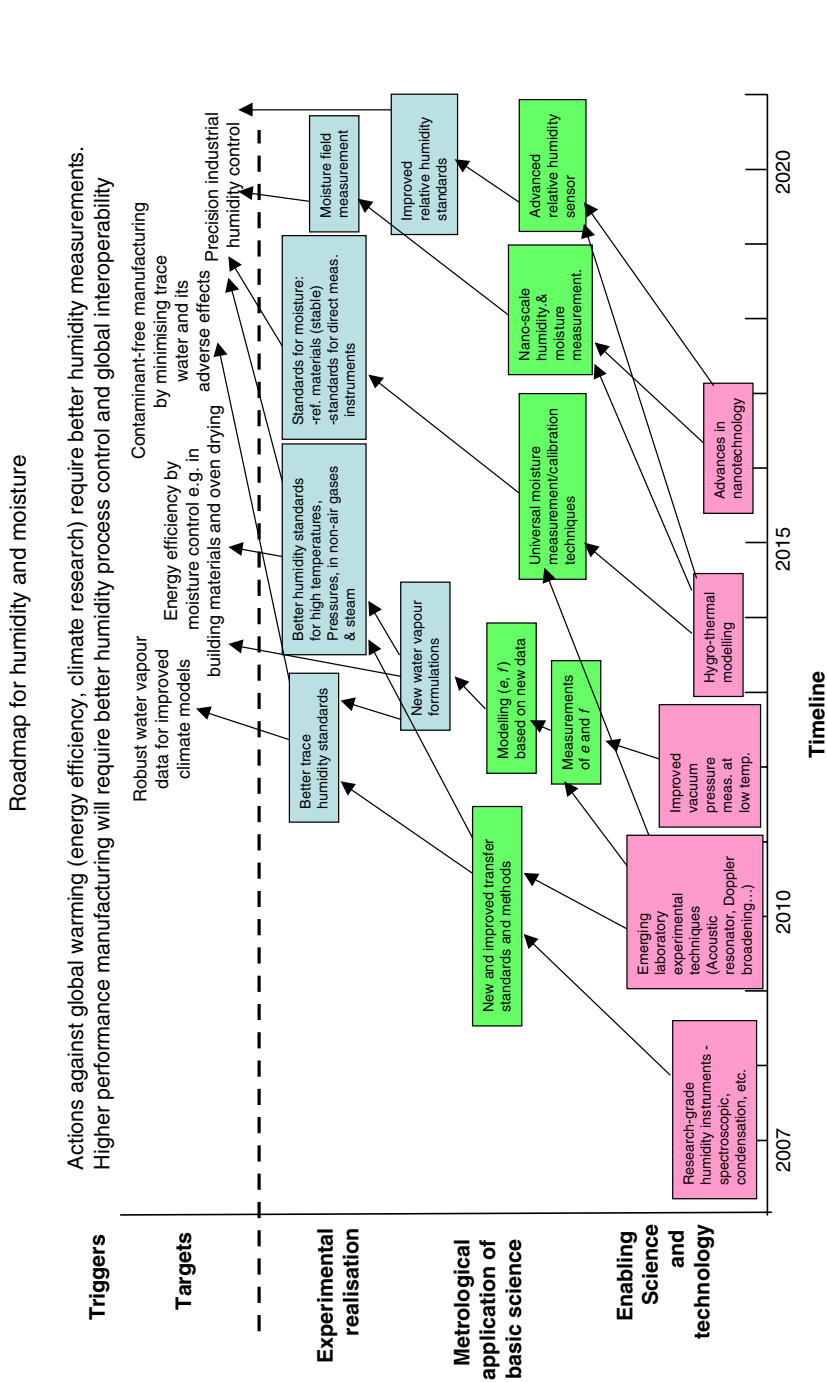 Roadmap for humidity and moisture
Triggers
Actions against global warming (energy efficiency, climate research) require better humidity measurements.
Higher performance manufacturing will require better humidity process control and global interoperability
Targets
Robust water vapour
data for improved
climate models
Energy efficiency by
moisture control e.g. in
building materials and oven drying
Contaminant-free manufacturing
by minimising trace
water and its
adverse effects
Precision industrial
humidity control
Experimental
realisation
Better trace
humidity standards
Better humidity standards
for high temperatures,
Pressures, in non-air gases
& steam
Standards for moisture:
-ref. materials (stable)
-standards for direct meas.
instruments
Moisture field
measurement
New water vapour
formulations
Improved
relative humidity
standards
Metrological
application of
basic science
New and improved transfer
standards and methods
Modelling (e, f)
based on new data
Measurements
of e and f
Universal moisture
measurement/calibration
techniques
Nano-scale
humidity.&
moisture
measurement.
Advanced
relative humidity
sensor
Enabling
Science
and
technology
Research-grade
humidity instruments -
spectroscopic,
condensation, etc.
Emerging
laboratory
experimental
techniques
(Acoustic
resonator, Doppler
broadening...)
Improved
vacuum
pressure
meas. at
low temp.
Hygro-thermal
modelling
Advances in
nanotechnology
2007
2010
2015
2020
Timeline